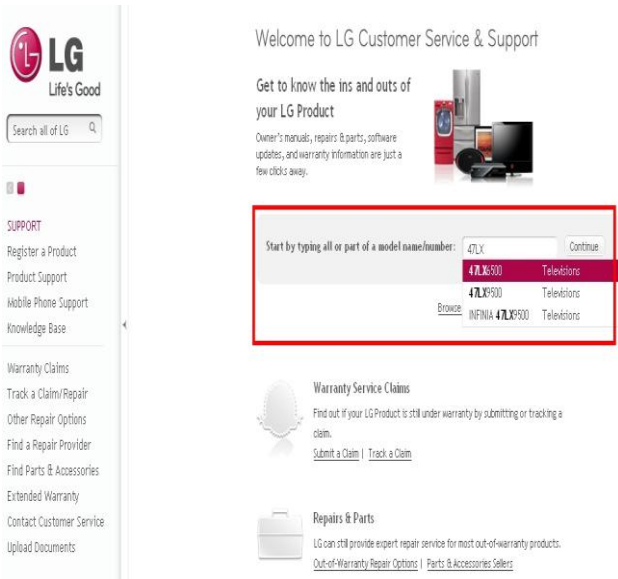 LG
Life's Good
Search all of LG
SUPPORT
Register a Product
Product Support
Mobile Phone Support
Knowledge Base
Warranty Claims
Track a Claim/Repair
Other Repair Options
Find a Repair Provider
Find Parts & Accessories
Extended Warranty
Contact Customer Service
Upload Documents
Welcome to LG Customer Service & Support
Get to know the ins and outs of
your LG Product
Owner's manuals, repairs & parts, software
updates, and warranty information are just a
few clicks away.
Start by typing all or part of a model name/number: 47LX Continue
47LX6500 Televisions
47LX9500 Televisions
Browse
INFINIA 47LX9500 Televisions
Warranty Service Claims
Find out if your LG Product is still under warranty by submitting or tracking a
claim.
Submit a Claim | Track a Claim
Repairs & Parts
LG can still provide expert repair service for most out-of-warranty products.
Out-of-Warranty Repair Options | Parts & Accessories Sellers